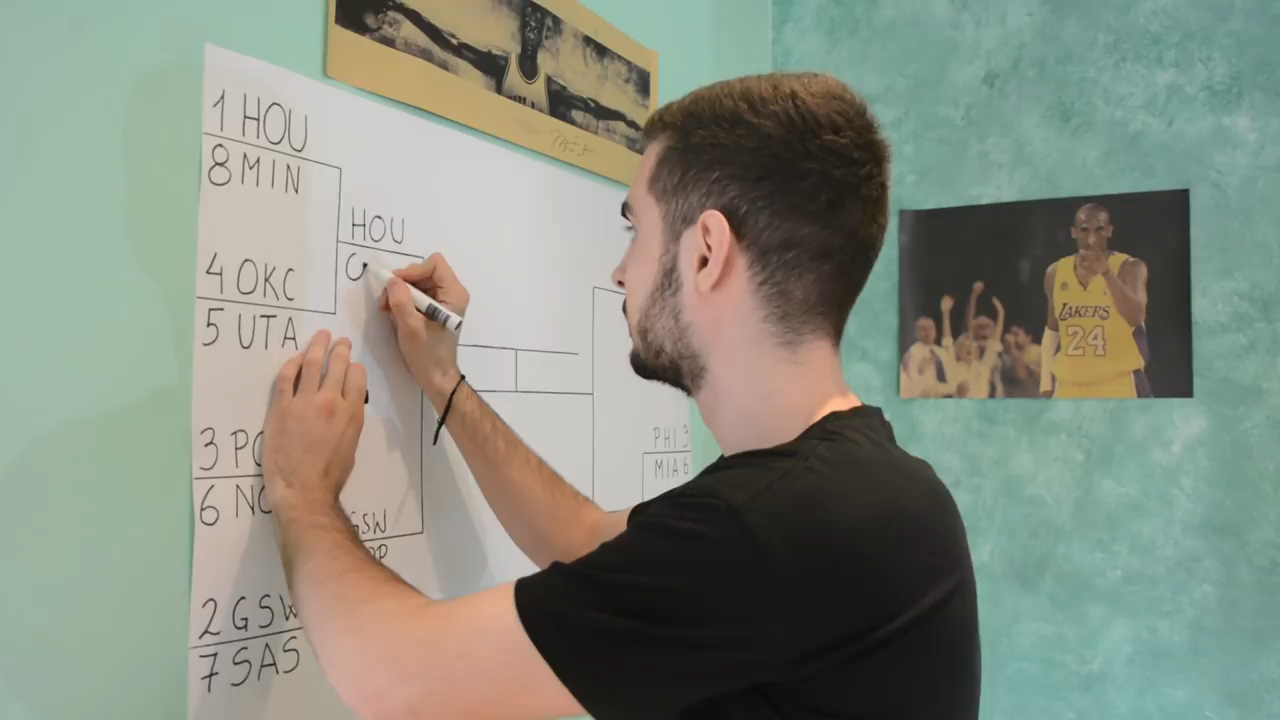 1 HOU
8 MIN
HOU
4 OKC
5 UTA
3 PO
6 NO
GSW
2 GSW
7 SAS
PHI 3
MIA 6
LAKERS
24